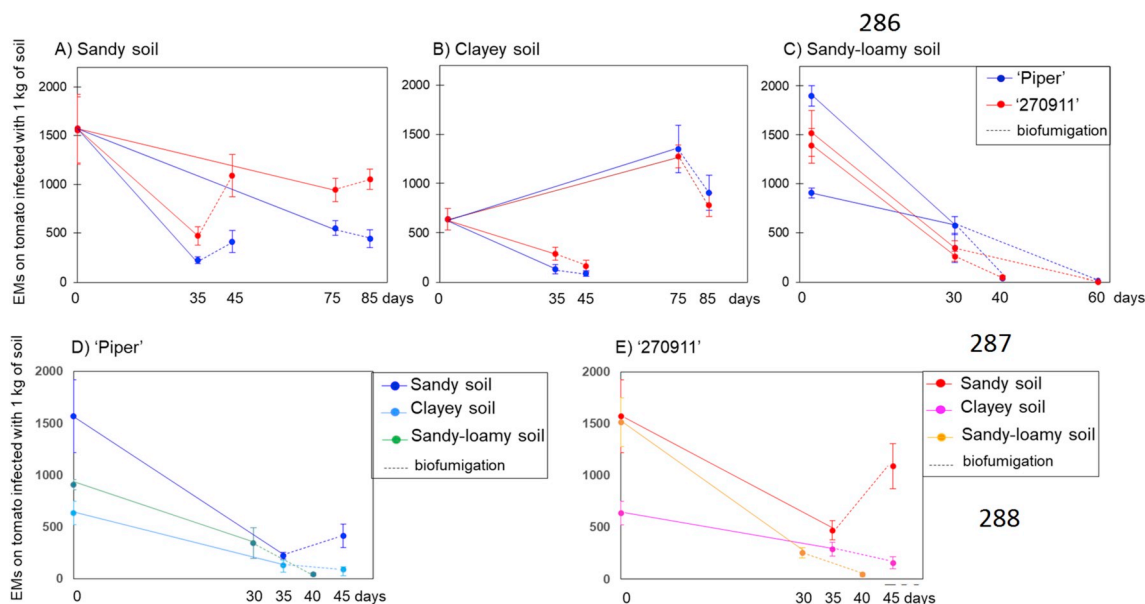 286
A) Sandy soil
B) Clayey soil
C) Sandy-loamy soil
EMs on tomato infected with 1 kg of soil
2000
1500
1000
500
0
0 35 45 75 85 days
2000
1500
1000
500
0
0 35 45 75 85 days
2000
1500
1000
500
0
0 30 40 60 days
'Piper'
'270911'
biofumigation
287
D) 'Piper'
E) '270911'
EMs on tomato infected with 1 kg of soil
2000
1500
1000
500
0
0 30 35 40 45 days
Sandy soil
Clayey soil
Sandy-loamy soil
biofumigation
2000
1500
1000
500
0
0 30 35 40 45 days
Sandy soil
Clayey soil
Sandy-loamy soil
biofumigation
288